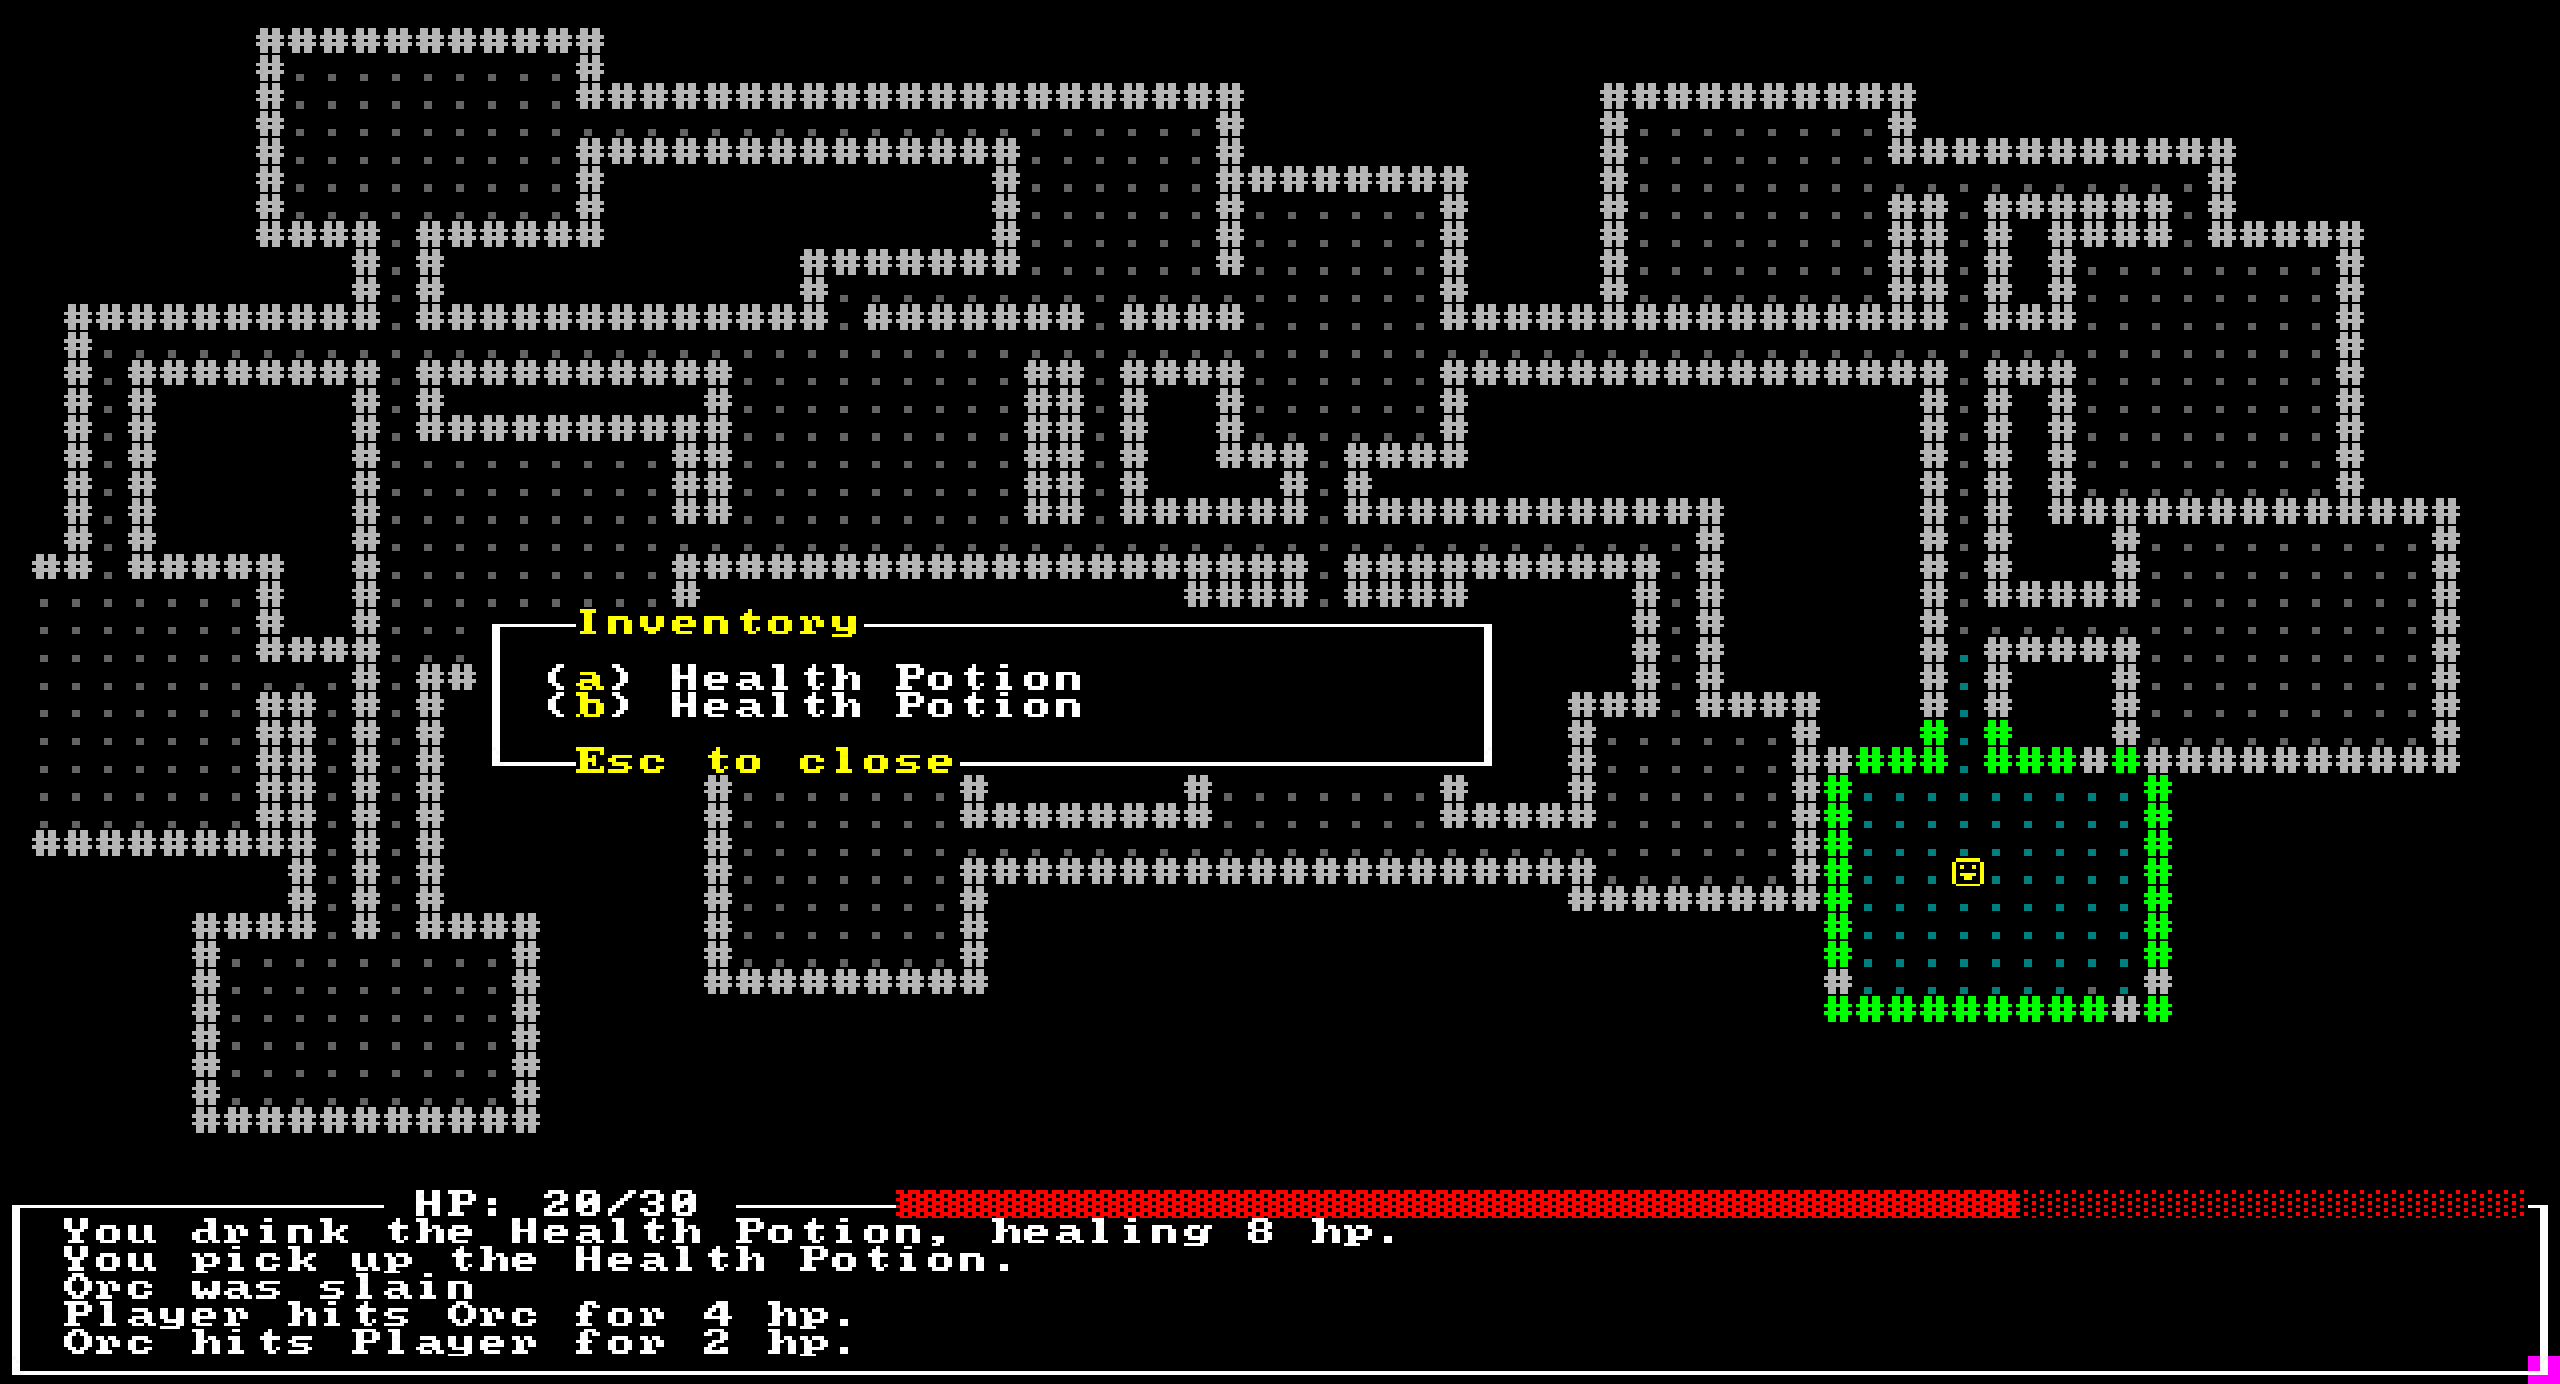 Inventory
(a) Health Potion
(b) Health Potion
Esc to close
HP: 20/30
You drink the Health Potion, healing 8 hp.
You pick up the Health Potion.
Orc was slain
Player hits Orc for 4 hp.
Orc hits Player for 2 hp.